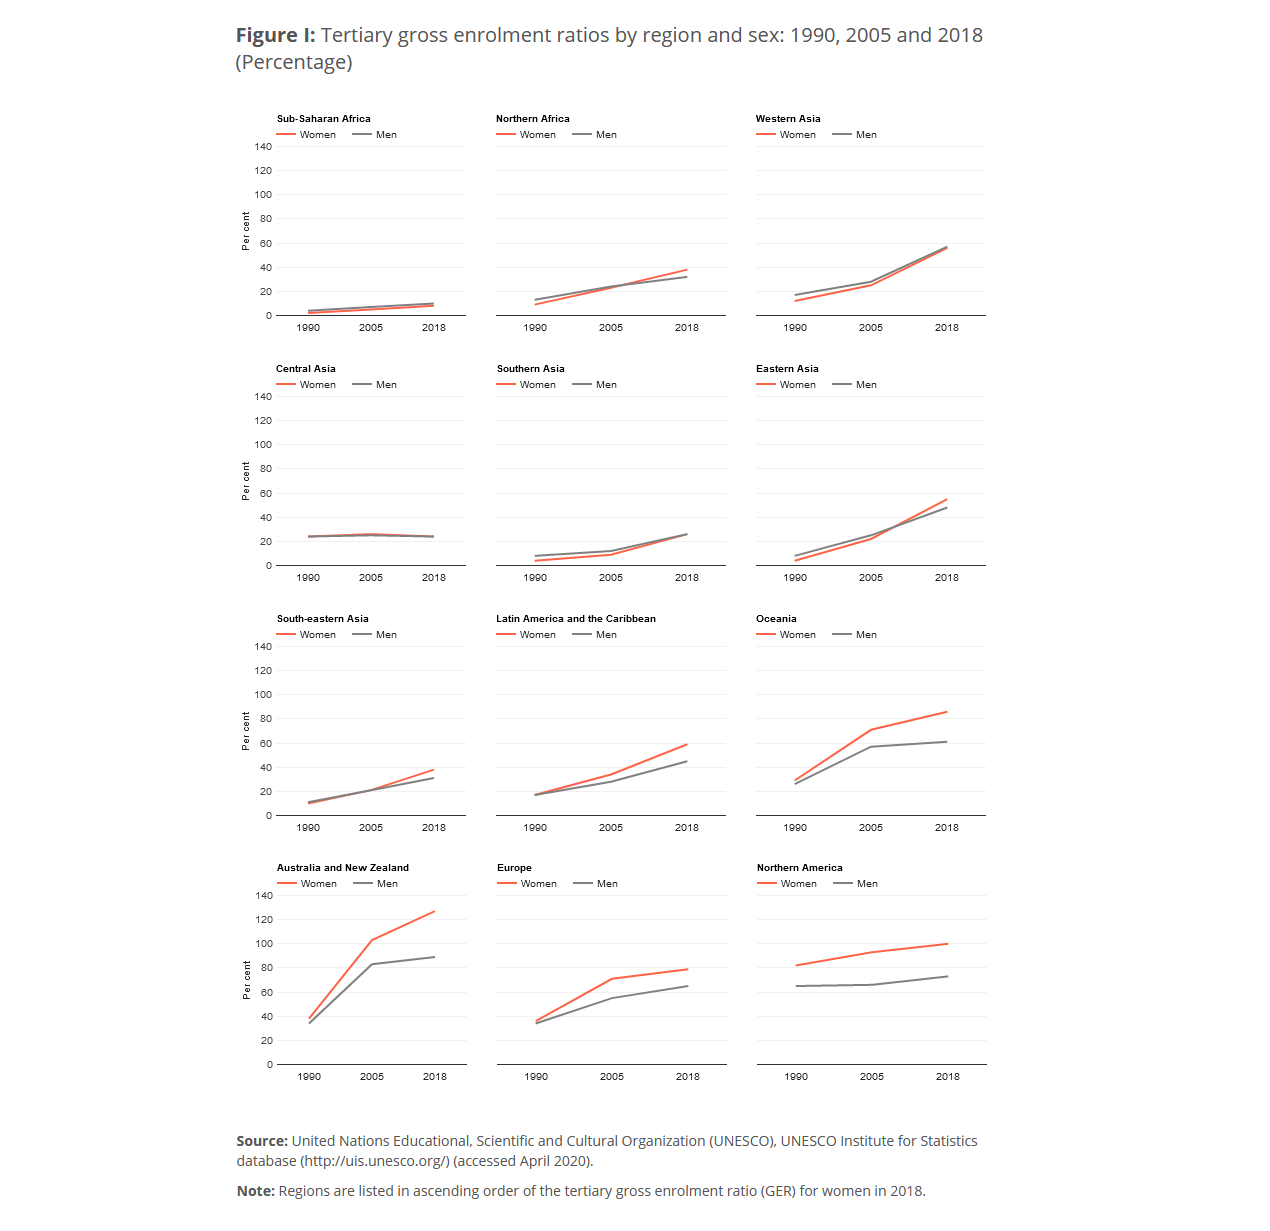 Figure I: Tertiary gross enrolment ratios by region and sex: 1990, 2005 and 2018
(Percentage)
Sub-Saharan Africa
Women Men
140
120
100
80
60
40
20
0
Per cent
1990 2005 2018
Northern Africa
Women Men
1990 2005 2018
Western Asia
Women Men
1990 2005 2018
Central Asia
Women Men
140
120
100
80
60
40
20
0
Per cent
1990 2005 2018
Southern Asia
Women Men
1990 2005 2018
Eastern Asia
Women Men
1990 2005 2018
South-eastern Asia
Women Men
140
120
100
80
60
40
20
0
Per cent
1990 2005 2018
Latin America and the Caribbean
Women Men
1990 2005 2018
Oceania
Women Men
1990 2005 2018
Australia and New Zealand
Women Men
140
120
100
80
60
40
20
0
Per cent
1990 2005 2018
Europe
Women Men
1990 2005 2018
Northern America
Women Men
1990 2005 2018
Source: United Nations Educational, Scientific and Cultural Organization (UNESCO), UNESCO Institute for Statistics
database (http://uis.unesco.org/) (accessed April 2020).
Note: Regions are listed in ascending order of the tertiary gross enrolment ratio (GER) for women in 2018.